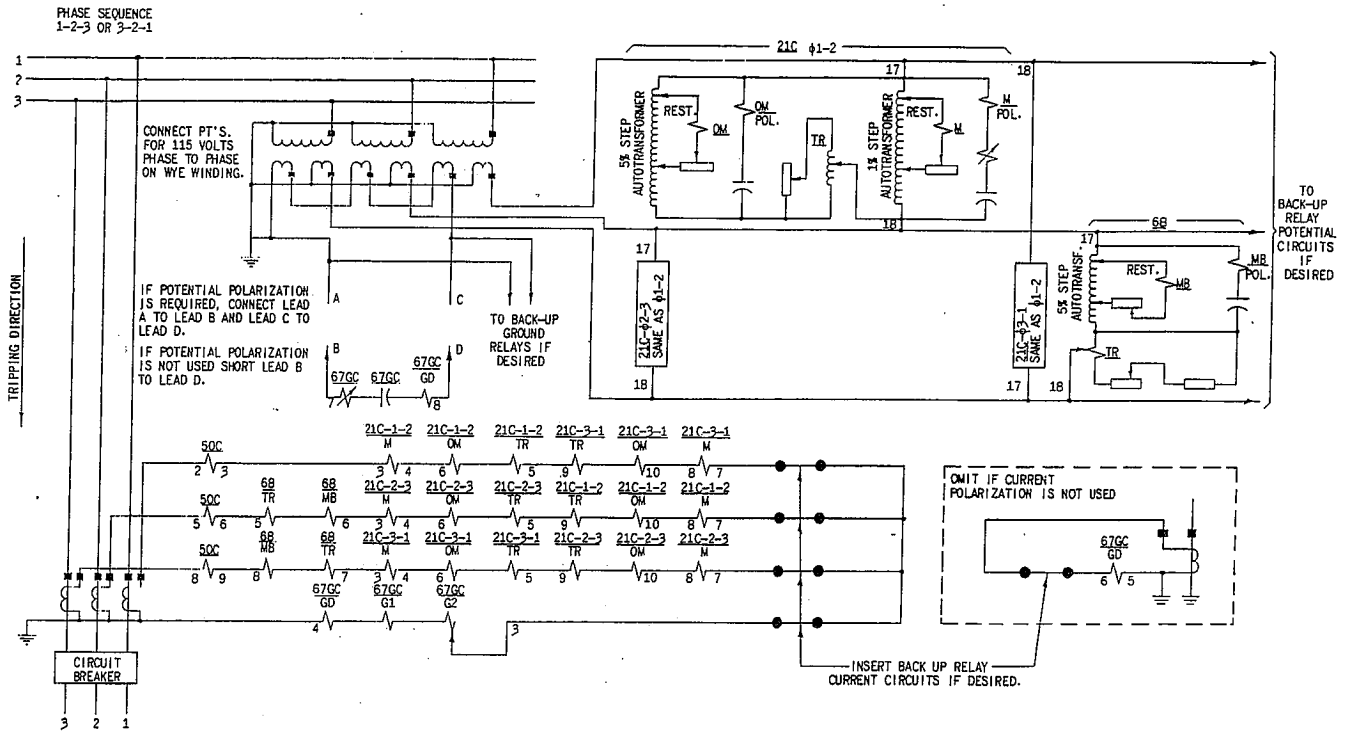 PHASE SEQUENCE
1-2-3 OR 3-2-1
1
2
3
CONNECT PT'S.
FOR 115 VOLTS
PHASE TO PHASE
ON WYE WINDING.
21C ϕ1-2
17
18
5% STEP
AUTOTRANSFORMER
REST.
OM
OM
POL.
TR
1% STEP
AUTOTRANSFORMER
REST.
M
M
POL.
18
TO
BACK-UP
RELAY
POTENTIAL
CIRCUITS
IF
DESIRED
68
17
5% STEP
AUTOTRANSF.
REST.
MB
MB
POL.
TR
18
17
21C-ϕ2-3
SAME AS ϕ1-2
18
21C-ϕ3-1
SAME AS ϕ1-2
17
TRIPPING DIRECTION
IF POTENTIAL POLARIZATION
IS REQUIRED, CONNECT LEAD
A TO LEAD B AND LEAD C TO
LEAD D.
IF POTENTIAL POLARIZATION
IS NOT USED SHORT LEAD B
TO LEAD D.
A
C
B
D
TO BACK-UP
GROUND
RELAYS IF
DESIRED
67GC 67GC 67GC
GD
7 8
50C 21C-1-2 21C-1-2 21C-1-2 21C-3-1 21C-3-1 21C-3-1
M OM TR TR OM M
2 3 3 4 6 5 9 10 8 7
50C 68 68 21C-2-3 21C-2-3 21C-2-3 21C-1-2 21C-1-2 21C-1-2
TR MB M OM TR TR OM M
5 6 5 6 3 4 6 5 9 10 8 7
50C 68 68 21C-3-1 21C-3-1 21C-3-1 21C-2-3 21C-2-3 21C-2-3
MB TR M OM TR TR OM M
8 9 8 7 3 4 6 5 9 10 8 7
67GC 67GC 67GC
GD G1 G2
4 3
OMIT IF CURRENT
POLARIZATION IS NOT USED
67GC
GD
6 5
INSERT BACK UP RELAY
CURRENT CIRCUITS IF DESIRED.
CIRCUIT
BREAKER
3 2 1